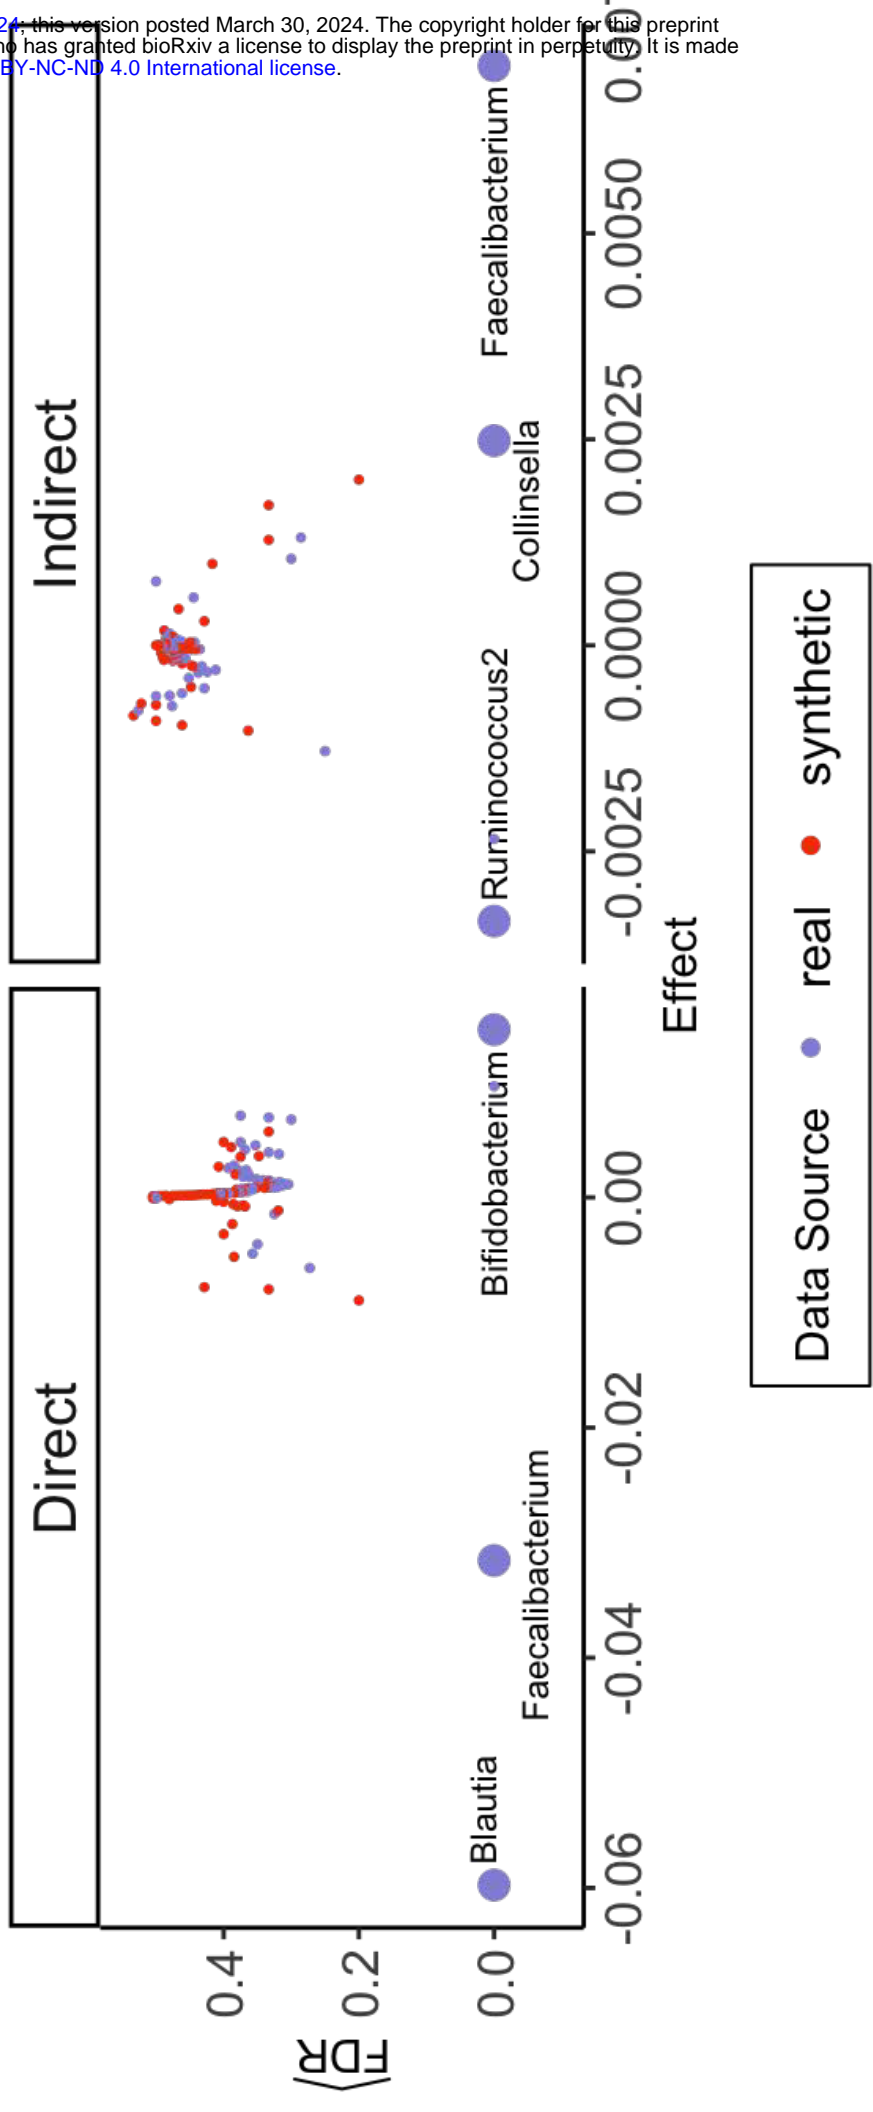 24; this version posted March 30, 2024. The copyright holder for this preprint
has granted bioRxiv a license to display the preprint in perpetuity. It is made
BY-NC-ND 4.0 International license.
Direct
Indirect
FDR
0.4
0.2
0.0
Blautia
Faecalibacterium
Bifidobacterium
Ruminococcus2
Collinsella
Faecalibacterium
-0.06
-0.04
-0.02
0.00
-0.0025
0.0000
0.0025
0.0050
Effect
Data Source real synthetic